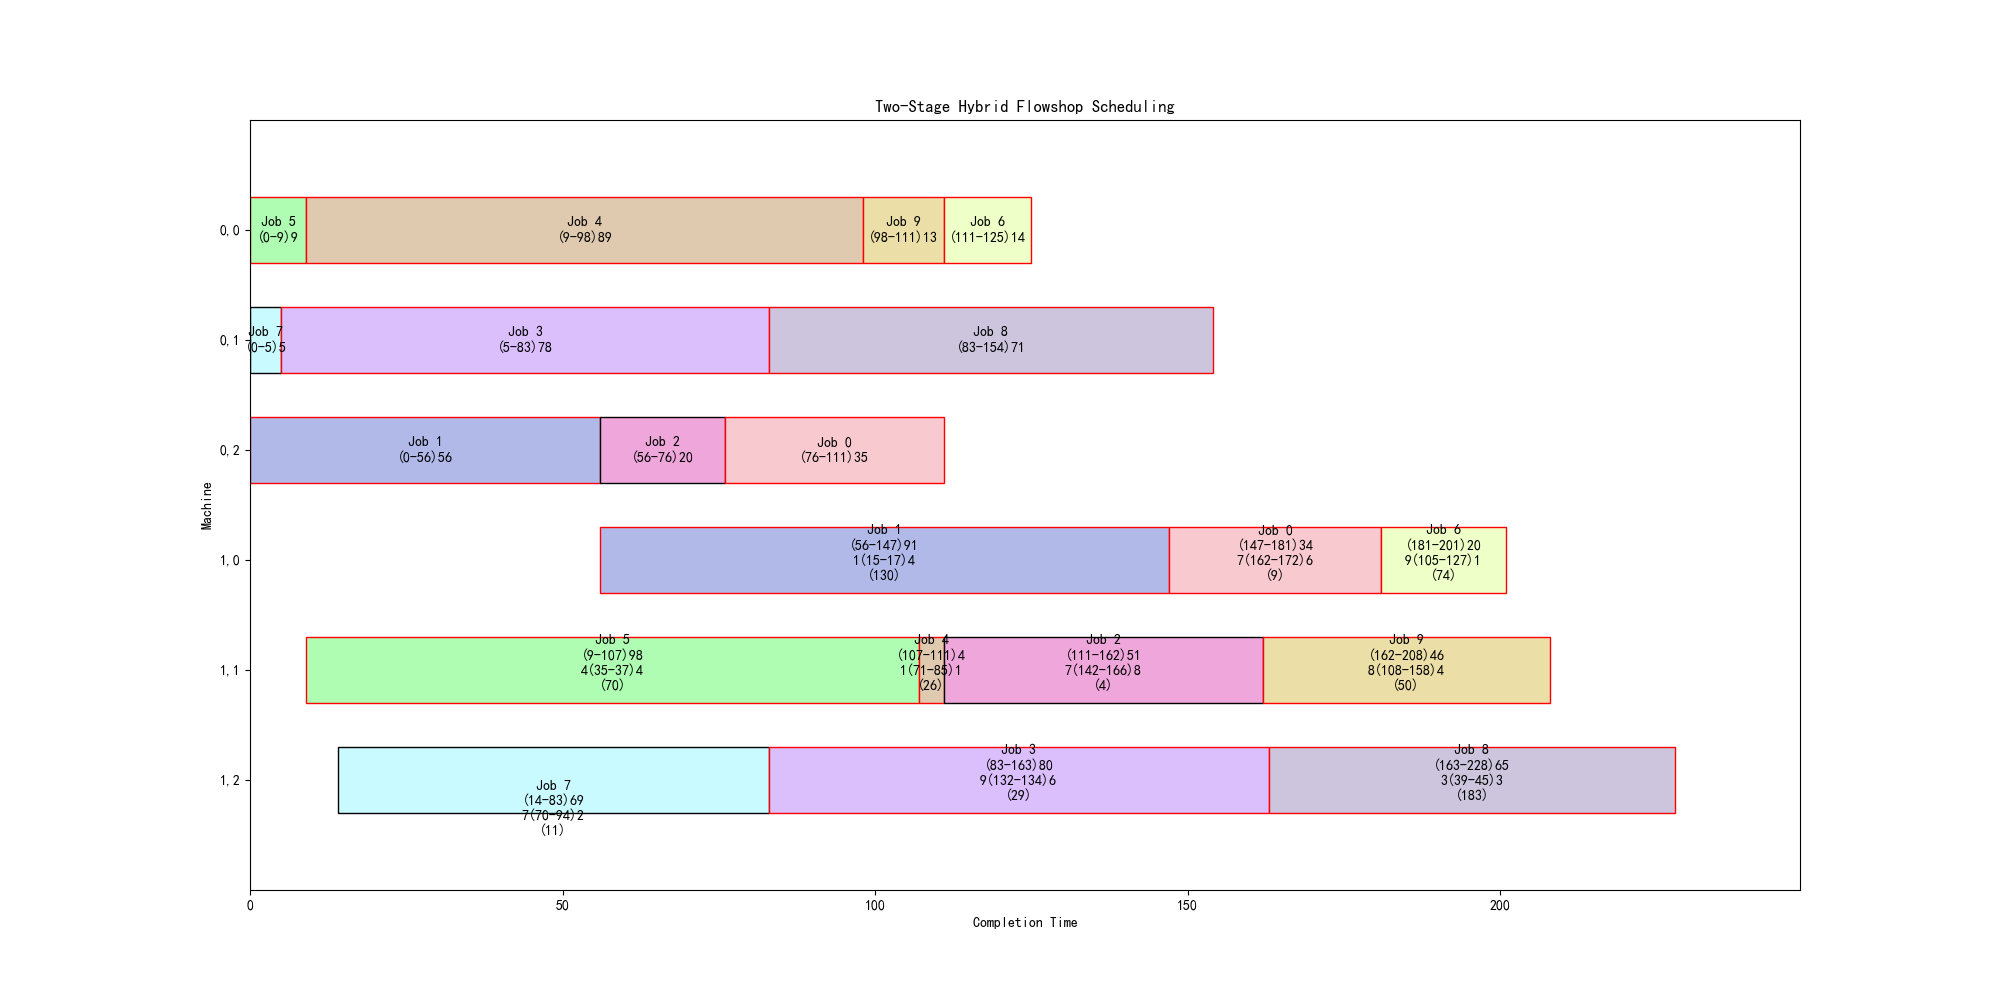 Two-Stage Hybrid Flowshop Scheduling
0,0
Job 5
(0-9)9
Job 4
(9-98)89
Job 9
(98-111)13
Job 6
(111-125)14
0,1
Job 7
(0-5)5
Job 3
(5-83)78
Job 8
(83-154)71
0,2
Job 1
(0-56)56
Job 2
(56-76)20
Job 0
(76-111)35
Machine
1,0
Job 1
(56-147)91
1(15-17)4
(130)
Job 0
(147-181)34
7(162-172)6
(9)
Job 6
(181-201)20
9(105-127)1
(74)
1,1
Job 5
(9-107)98
4(35-37)4
(70)
Job 4
(107-111)4
1(71-85)1
(26)
Job 2
(111-162)51
7(142-166)8
(4)
Job 9
(162-208)46
8(108-158)4
(50)
1,2
Job 7
(14-83)69
7(70-94)2
(11)
Job 3
(83-163)80
9(132-134)6
(29)
Job 8
(163-228)65
3(39-45)3
(183)
0
50
100
150
200
Completion Time